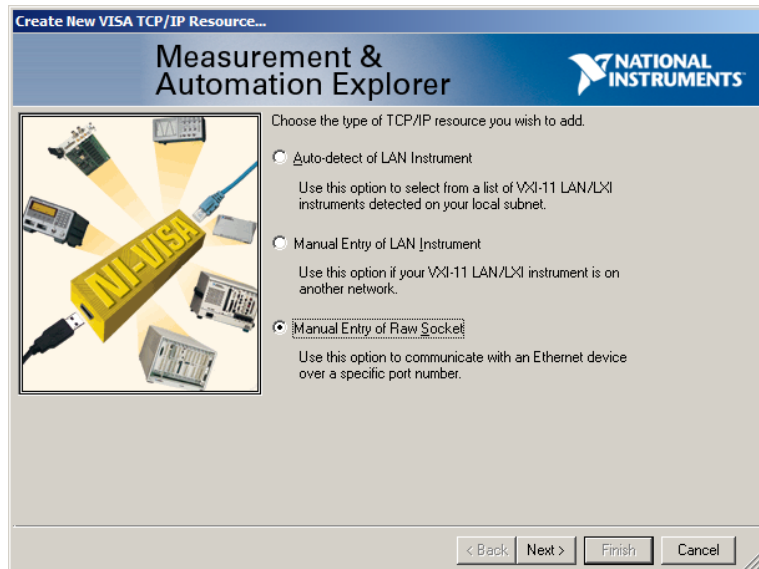 Create New VISA TCP/IP Resource...
Measurement &
Automation Explorer
NATIONAL
INSTRUMENTS
Choose the type of TCP/IP resource you wish to add.
Auto-detect of LAN Instrument
Use this option to select from a list of VXI-11 LAN/LXI
instruments detected on your local subnet.
Manual Entry of LAN Instrument
Use this option if your VXI-11 LAN/LXI instrument is on
another network.
Manual Entry of Raw Socket
Use this option to communicate with an Ethernet device
over a specific port number.
NI-VISA
< Back
Next >
Finish
Cancel